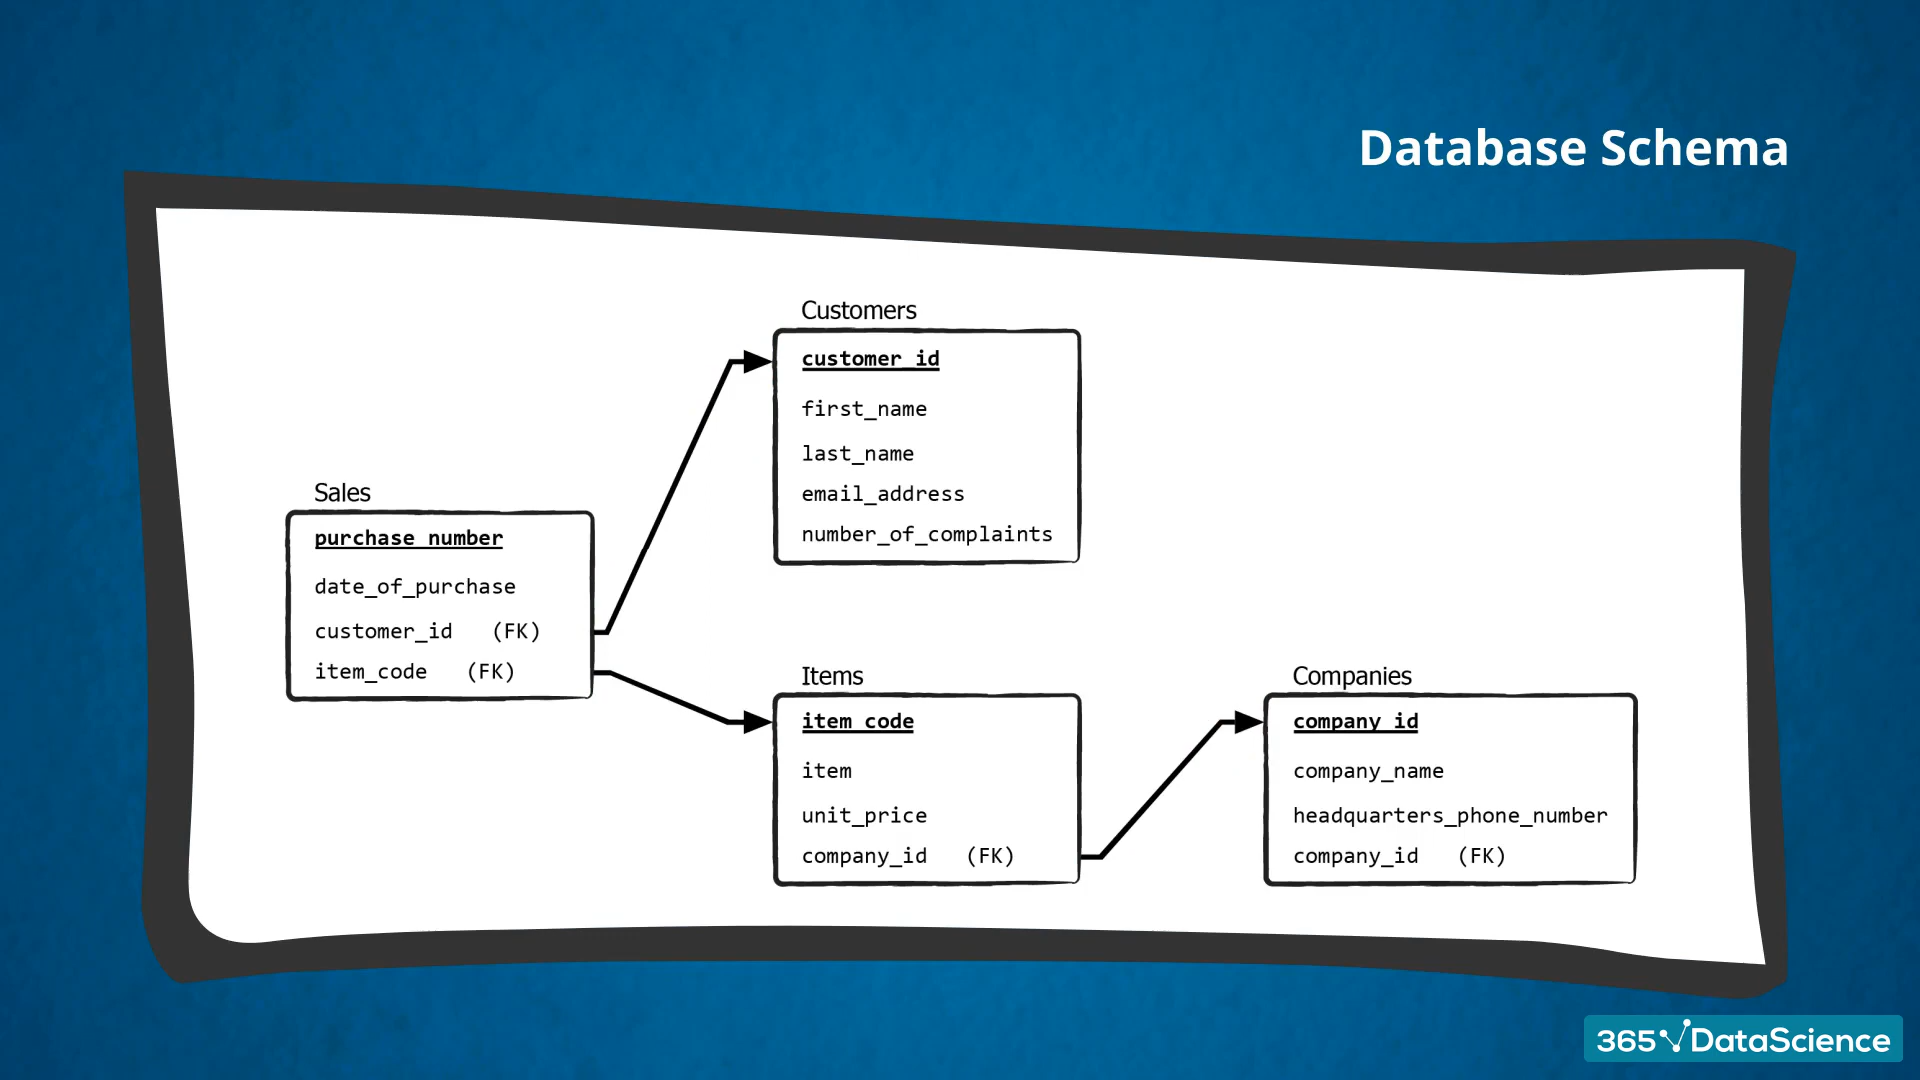 Database Schema
Customers
customer_id
first_name
last_name
email_address
number_of_complaints
Sales
purchase_number
date_of_purchase
customer_id (FK)
item_code (FK)
Items
item_code
item
unit_price
company_id (FK)
Companies
company_id
company_name
headquarters_phone_number
company_id (FK)
365 DataScience